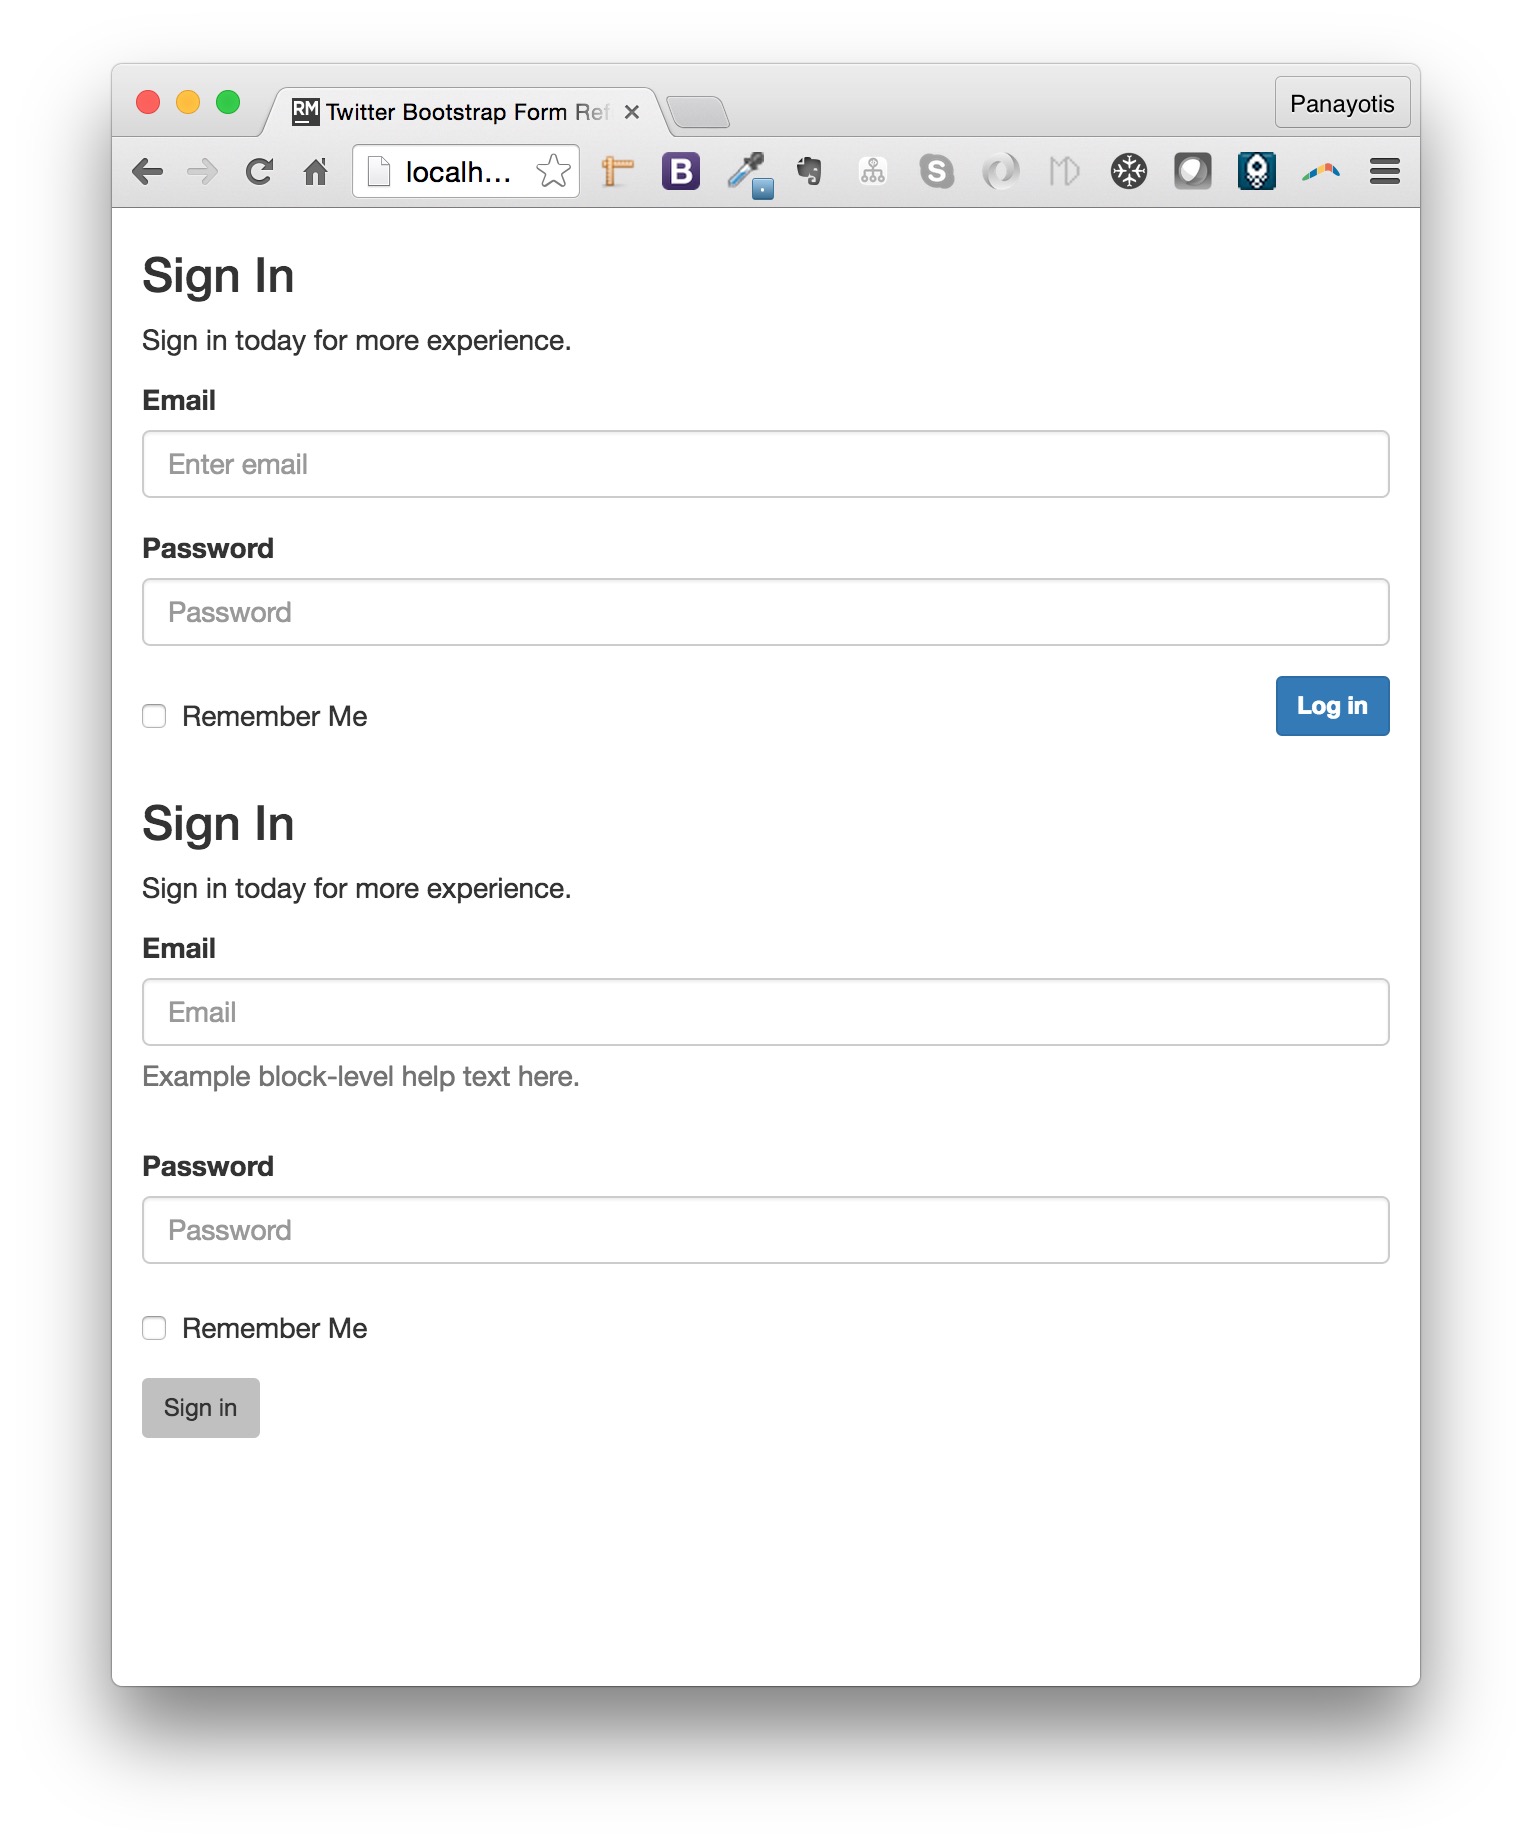 RM Twitter Bootstrap Form Ref
Panayotis
localh...
B
S
Sign In
Sign in today for more experience.
Email
Enter email
Password
Password
Remember Me
Log in
Sign In
Sign in today for more experience.
Email
Email
Example block-level help text here.
Password
Password
Remember Me
Sign in